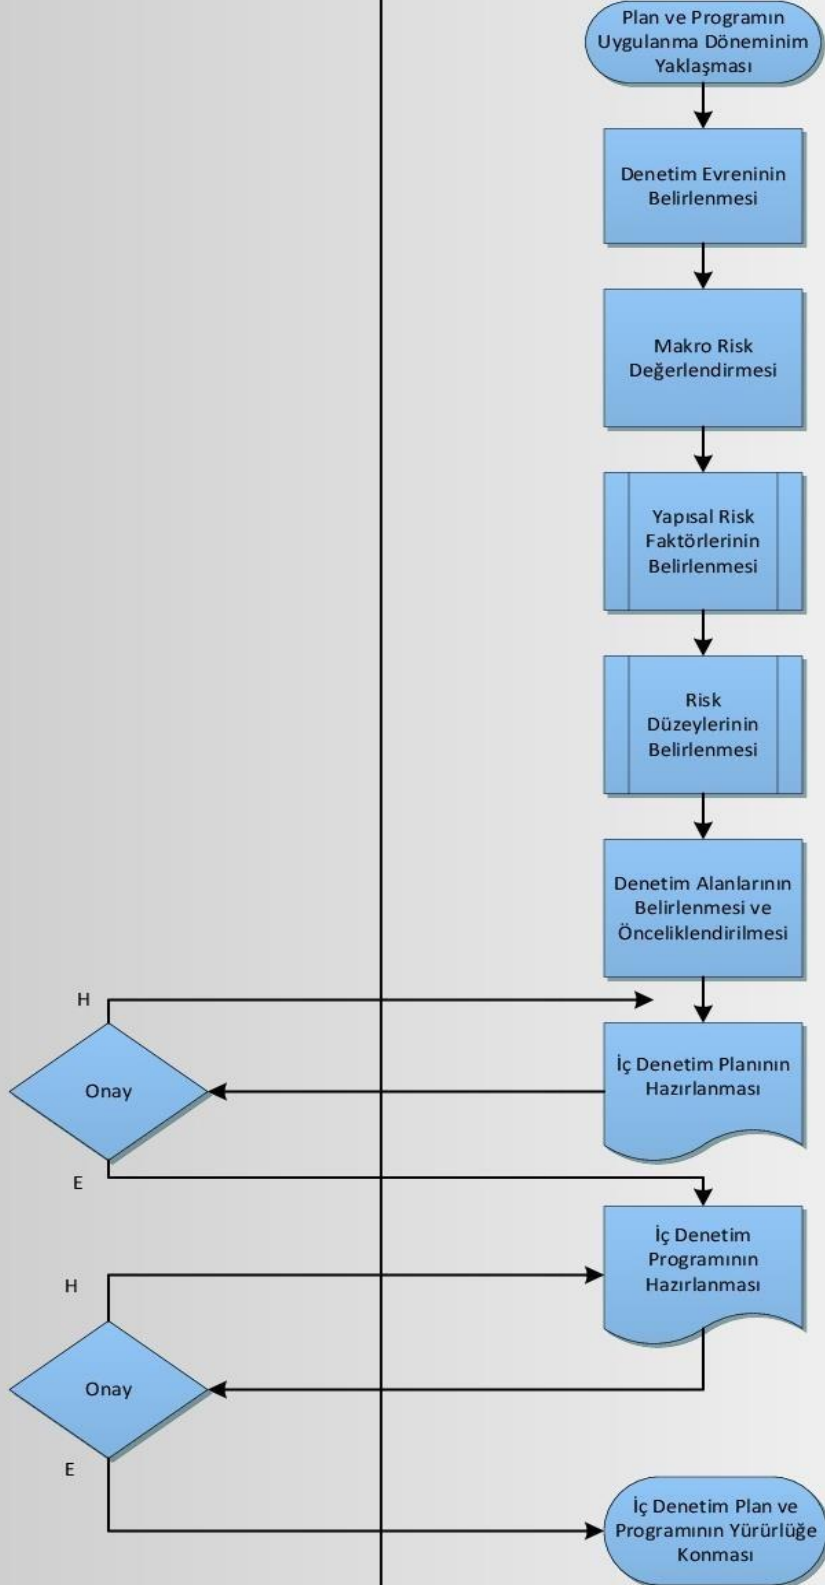 Plan ve Programın
Uygulanma Döneminim
Yaklaşması
Denetim Evreninin
Belirlenmesi
Makro Risk
Değerlendirmesi
Yapısal Risk
Faktörlerinin
Belirlenmesi
Risk
Düzeylerinin
Belirlenmesi
Denetim Alanlarının
Belirlenmesi ve
Önceliklendirilmesi
H
Onay
İç Denetim Planının
Hazırlanması
E
İç Denetim
Programının
Hazırlanması
H
Onay
E
İç Denetim Plan ve
Programının Yürürlüğe
Konması